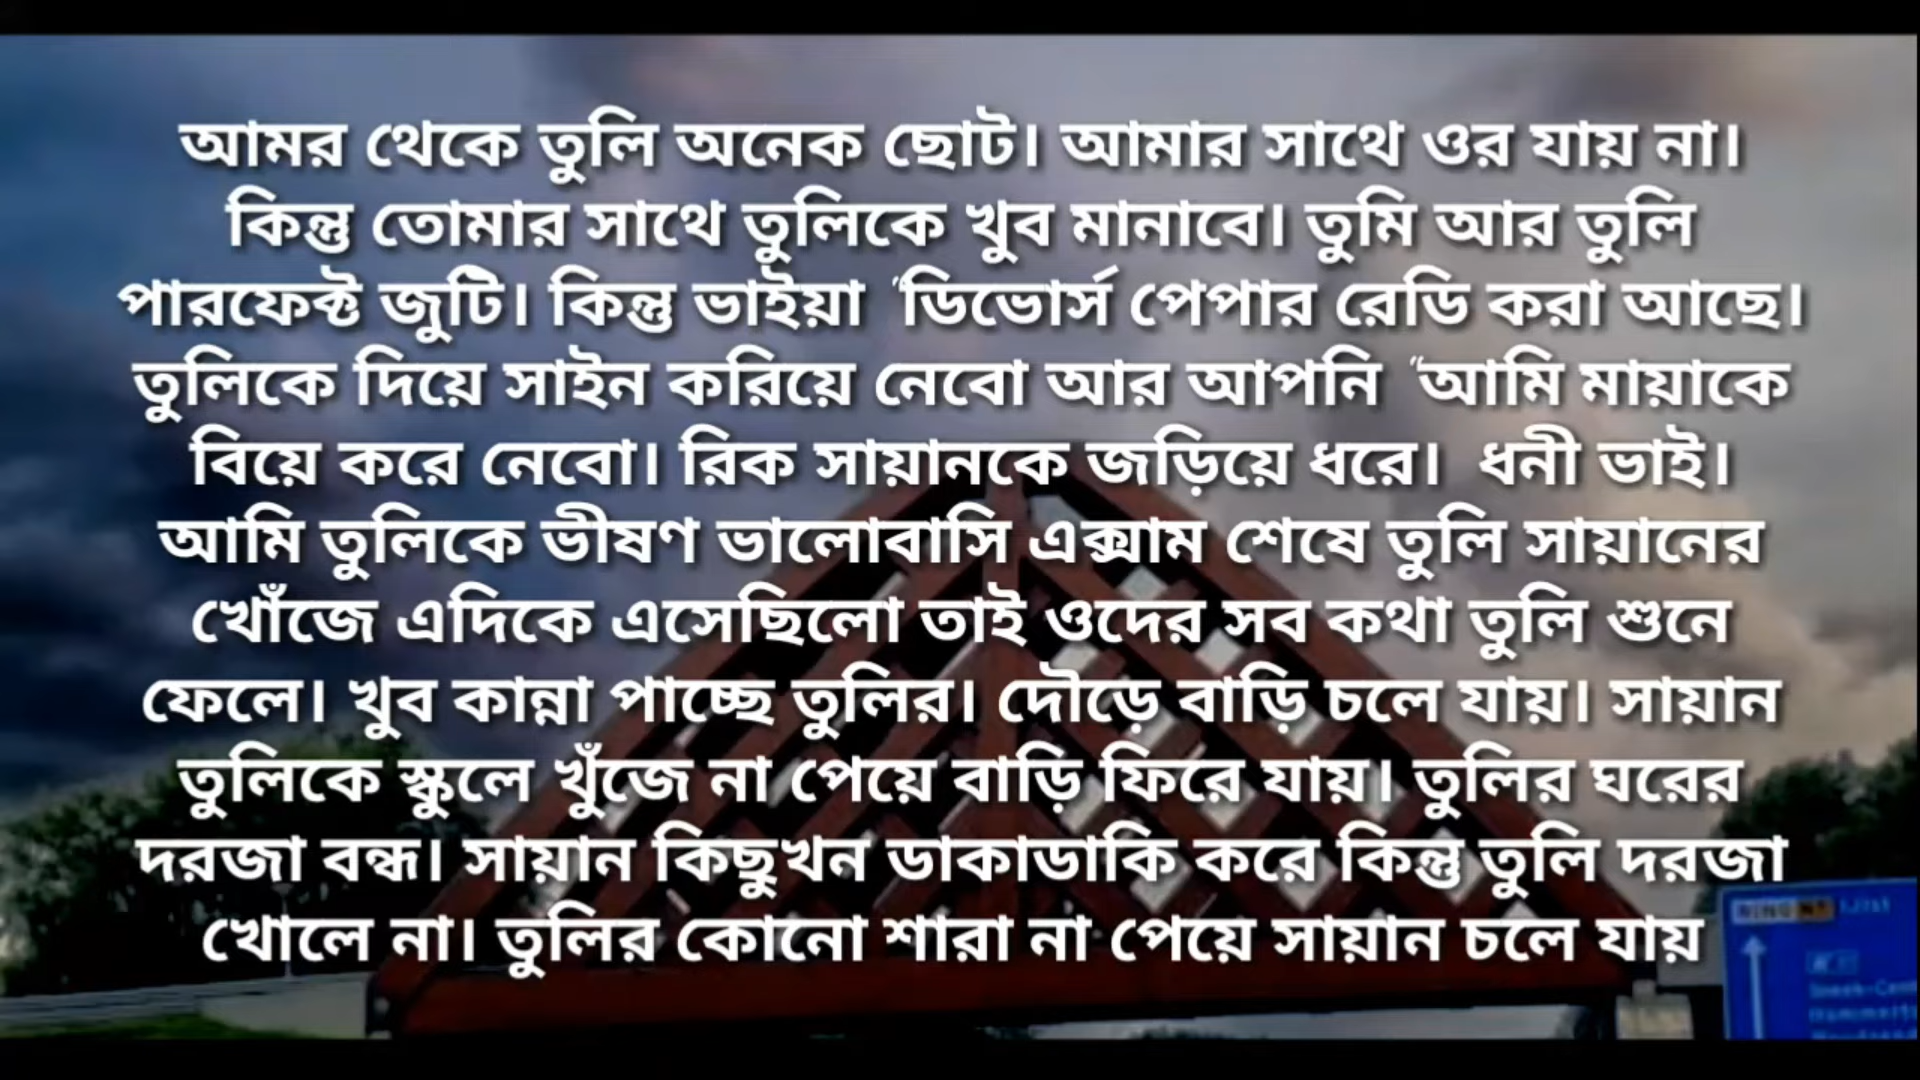 আমর থেকে তুলি অনেক ছোট। আমার সাথে ওর যায় না।
কিন্তু তোমার সাথে তুলিকে খুব মানাবে। তুমি আর তুলি
পারফেক্ট জুটি। কিন্তু ভাইয়া "ডিভোর্স পেপার রেডি করা আছে।
তুলিকে দিয়ে সাইন করিয়ে নেবো আর আপনি "আমি মায়াকে
বিয়ে করে নেবো। রিক সায়ানকে জড়িয়ে ধরে। ধনী ভাই।
আমি তুলিকে ভীষণ ভালোবাসি এক্সাম শেষে তুলি সায়ানের
খোঁজে এদিকে এসেছিলো তাই ওদের সব কথা তুলি শুনে
ফেলে। খুব কান্না পাচ্ছে তুলির। দৌড়ে বাড়ি চলে যায়। সায়ান
তুলিকে স্কুলে খুঁজে না পেয়ে বাড়ি ফিরে যায়। তুলির ঘরের
দরজা বন্ধ। সায়ান কিছুখন ডাকাডাকি করে কিন্তু তুলি দরজা
খোলে না। তুলির কোনো শারা না পেয়ে সায়ান চলে যায়